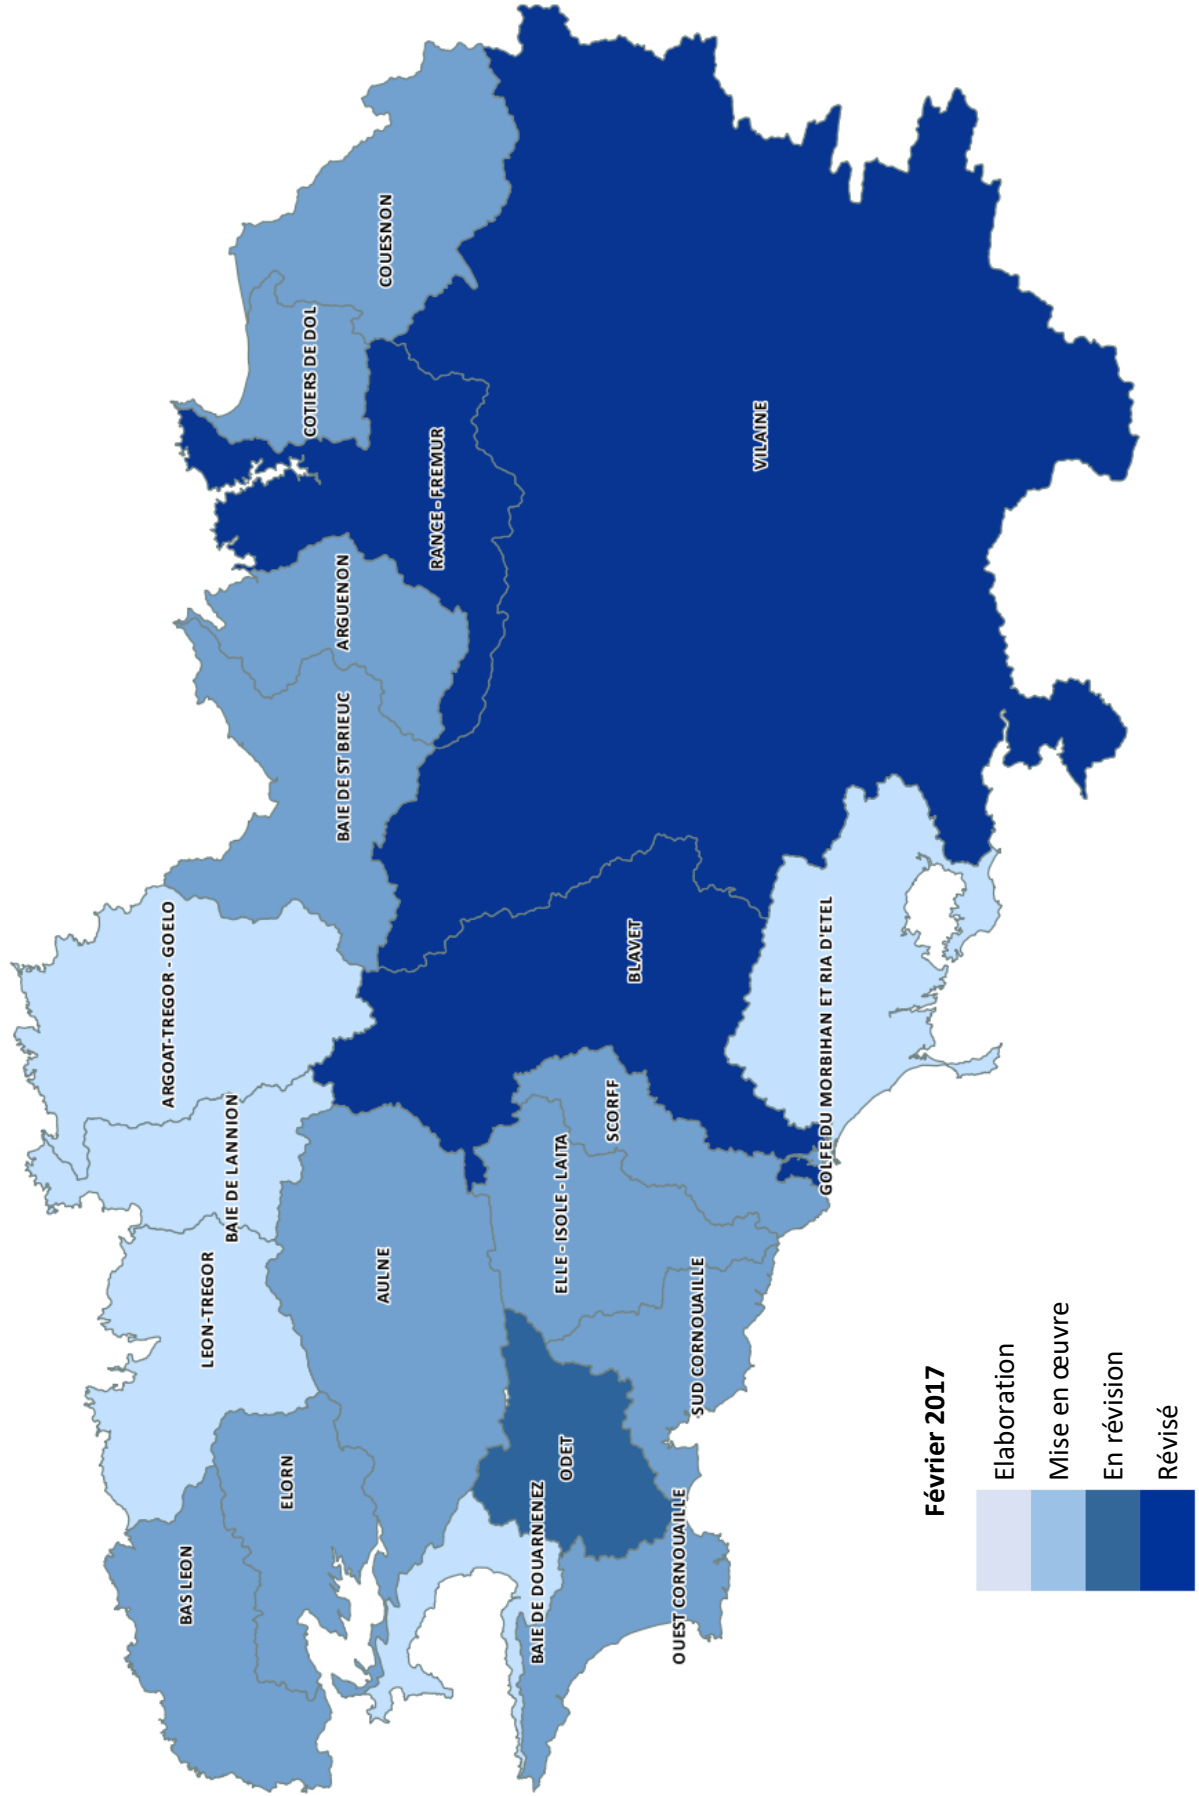 LEON-TREGOR
BAIE DE LANNION
ARGOAT-TREGOR - GOELO
BAS LEON
ELORN
AULNE
BAIE DE ST BRIEUC
ARGUENON
RANCE - FREMUR
COTIERS DE DOL
COUESNON
BAIE DE DOUARNENEZ
ODET
OUEST CORNOUAILLE
SUD CORNOUAILLE
ELLE - ISOLE - LAITA
SCORFF
BLAVET
GOLFE DU MORBIHAN ET RIA D'ETEL
VILAINE
Février 2017
Elaboration
Mise en œuvre
En révision
Révisé